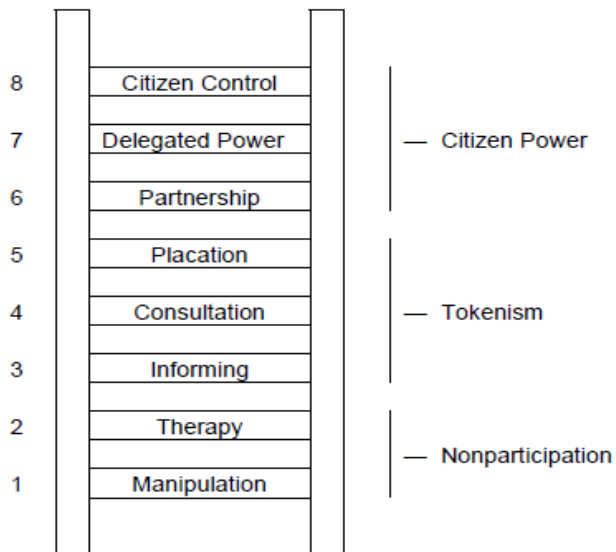 8 Citizen Control
7 Delegated Power — Citizen Power
6 Partnership
5 Placation
4 Consultation — Tokenism
3 Informing
2 Therapy
— Nonparticipation
1 Manipulation